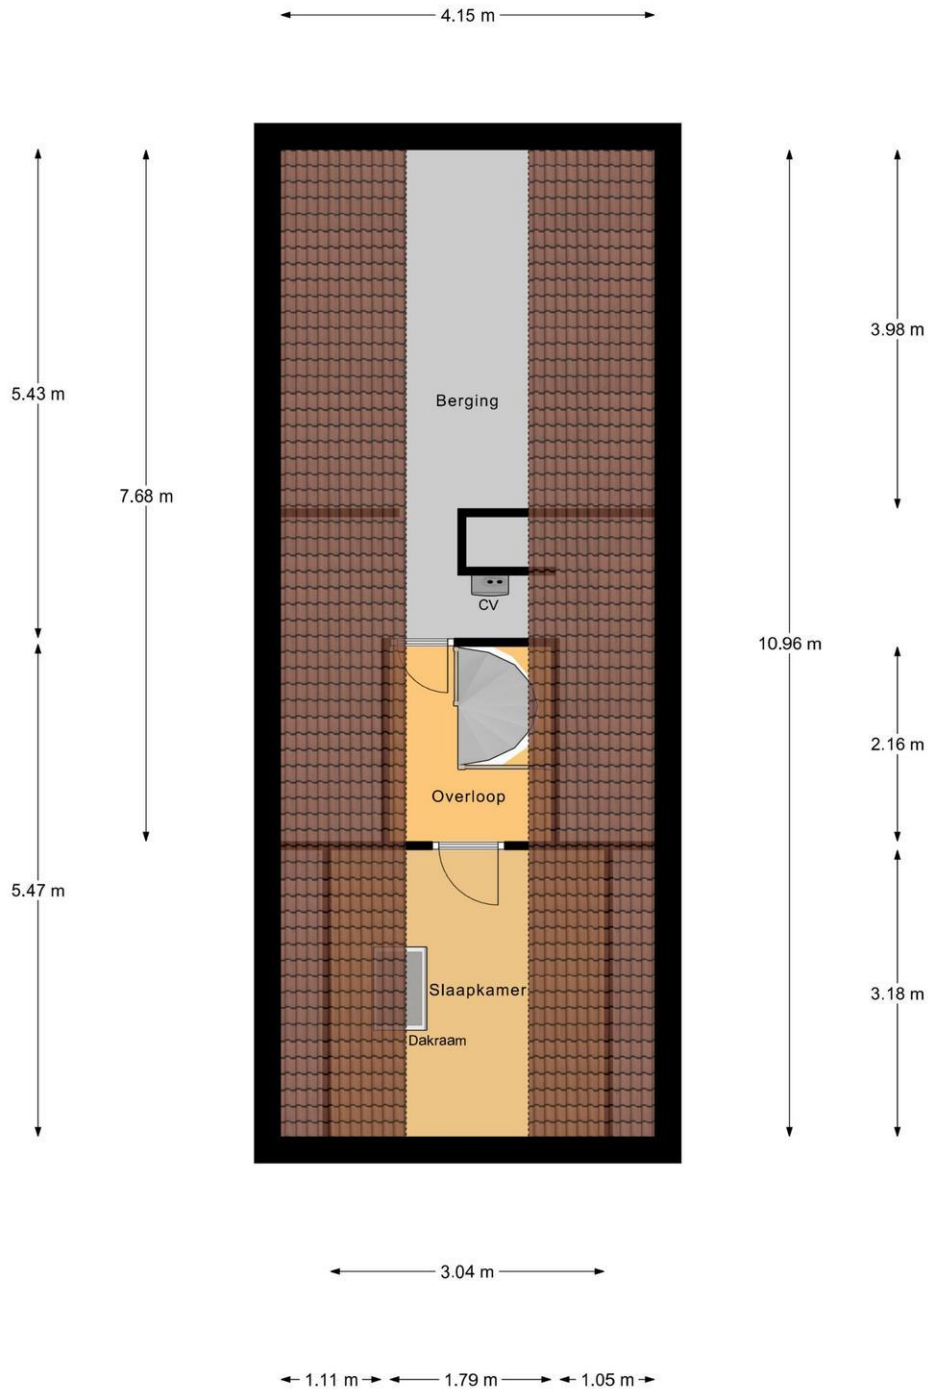 4.15 m
3.98 m
5.43 m
Berging
7.68 m
CV
10.96 m
2.16 m
Overloop
5.47 m
Slaapkamer
3.18 m
Dakraam
3.04 m
1.11 m
1.79 m
1.05 m